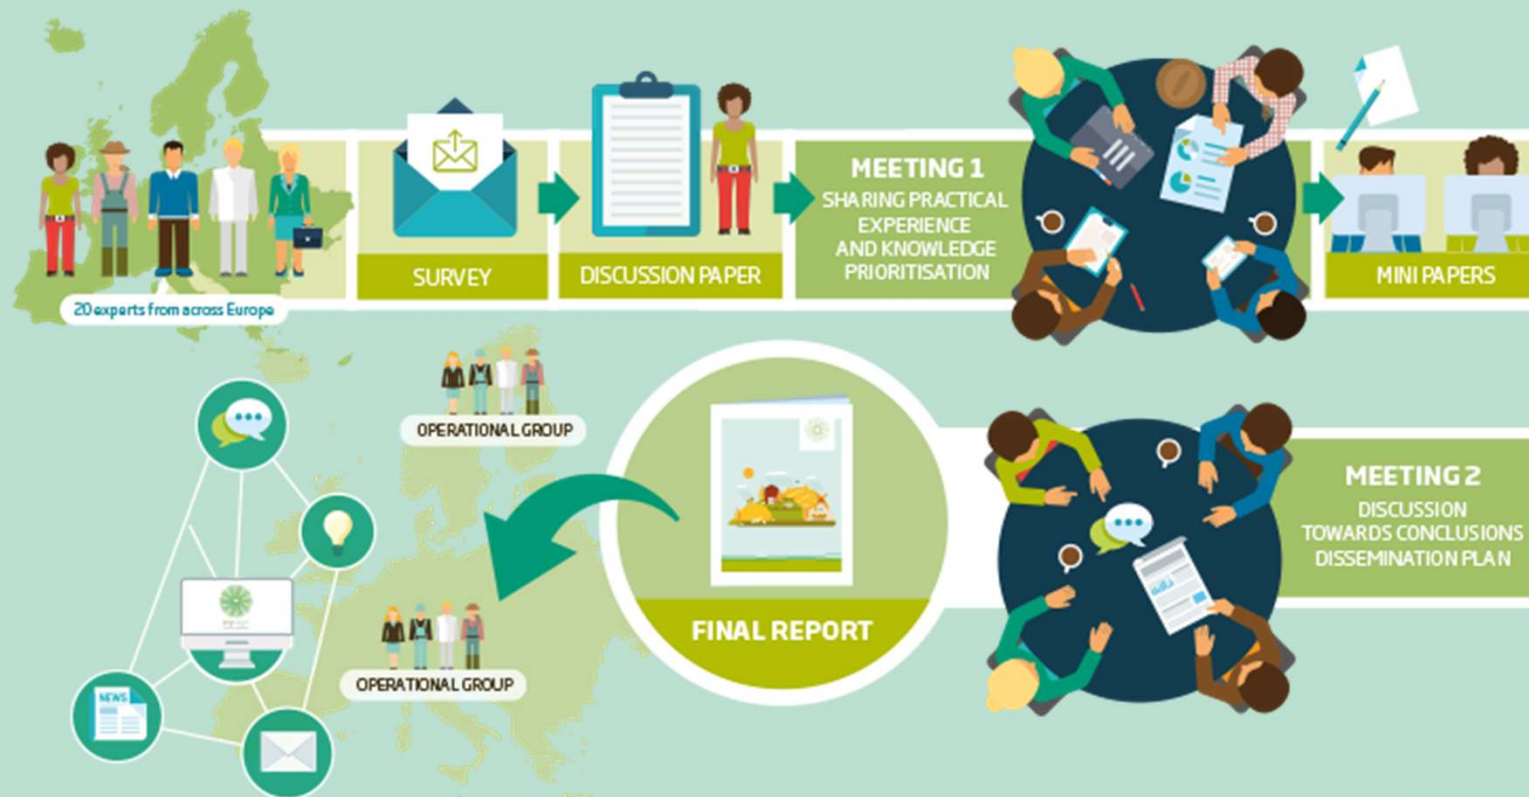 20 experts from across Europe
SURVEY
DISCUSSION PAPER
MEETING 1
SHARING PRACTICAL
EXPERIENCE
AND KNOWLEDGE
PRIORITISATION
MINI PAPERS
MEETING 2
DISCUSSION
TOWARDS CONCLUSIONS
DISSEMINATION PLAN
FINAL REPORT
OPERATIONAL GROUP
OPERATIONAL GROUP
NEWS